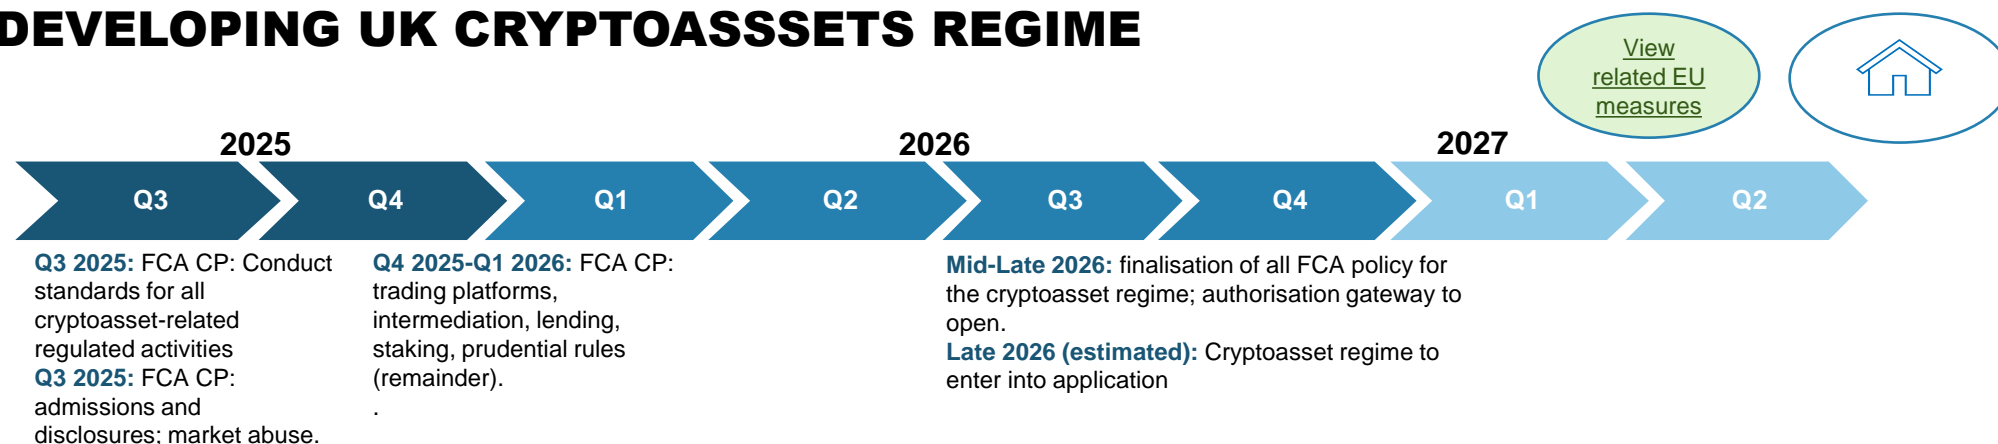 DEVELOPING UK CRYPTOASSSETS REGIME
View
related EU
measures
2025
2026
2027
Q3
Q4
Q1
Q2
Q3
Q4
Q1
Q2
Q3 2025: FCA CP: Conduct
standards for all
cryptoasset-related
regulated activities
Q3 2025: FCA CP:
admissions and
disclosures; market abuse.
Q4 2025-Q1 2026: FCA CP:
trading platforms,
intermediation, lending,
staking, prudential rules
(remainder).
.
Mid-Late 2026: finalisation of all FCA policy for
the cryptoasset regime; authorisation gateway to
open.
Late 2026 (estimated): Cryptoasset regime to
enter into application